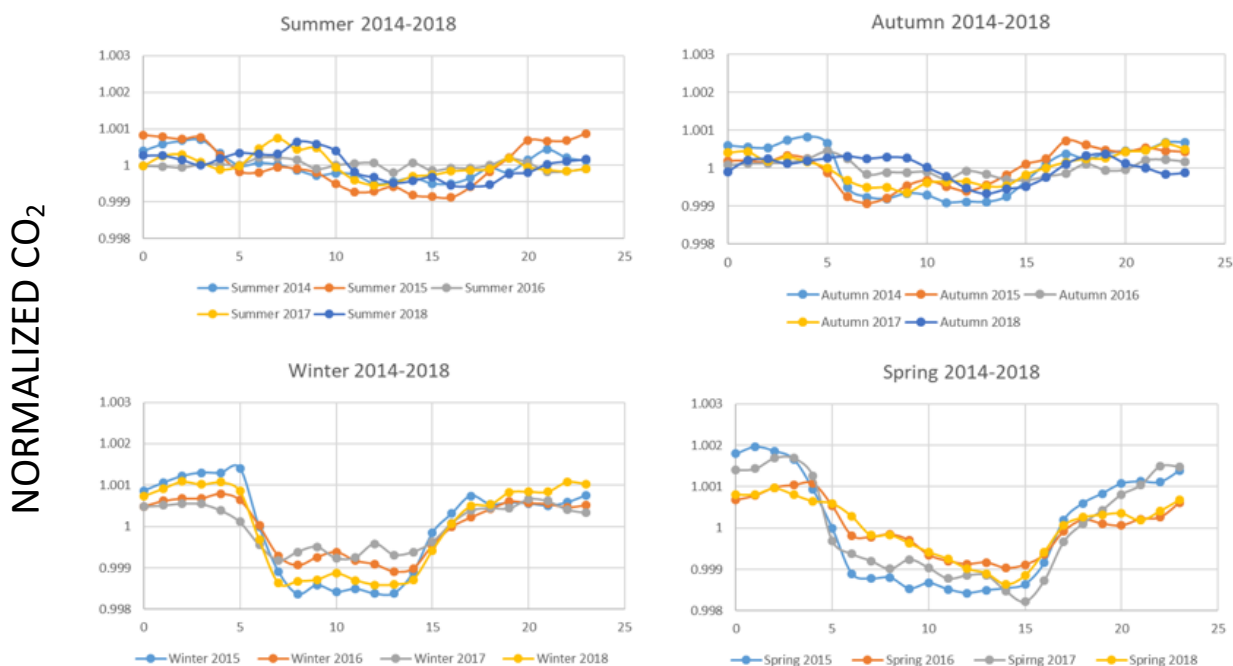 NORMALIZED CO₂
Summer 2014-2018
1.003
1.002
1.001
1
0.999
0.998
0 5 10 15 20 25
Summer 2014 Summer 2015 Summer 2016
Summer 2017 Summer 2018
Autumn 2014-2018
1.003
1.002
1.001
1
0.999
0.998
0 5 10 15 20 25
Autumn 2014 Autumn 2015 Autumn 2016
Autumn 2017 Autumn 2018
Winter 2014-2018
1.003
1.002
1.001
1
0.999
0.998
0 5 10 15 20 25
Winter 2015 Winter 2016 Winter 2017 Winter 2018
Spring 2014-2018
1.003
1.002
1.001
1
0.999
0.998
0 5 10 15 20 25
Spring 2015 Spring 2016 Spring 2017 Spring 2018